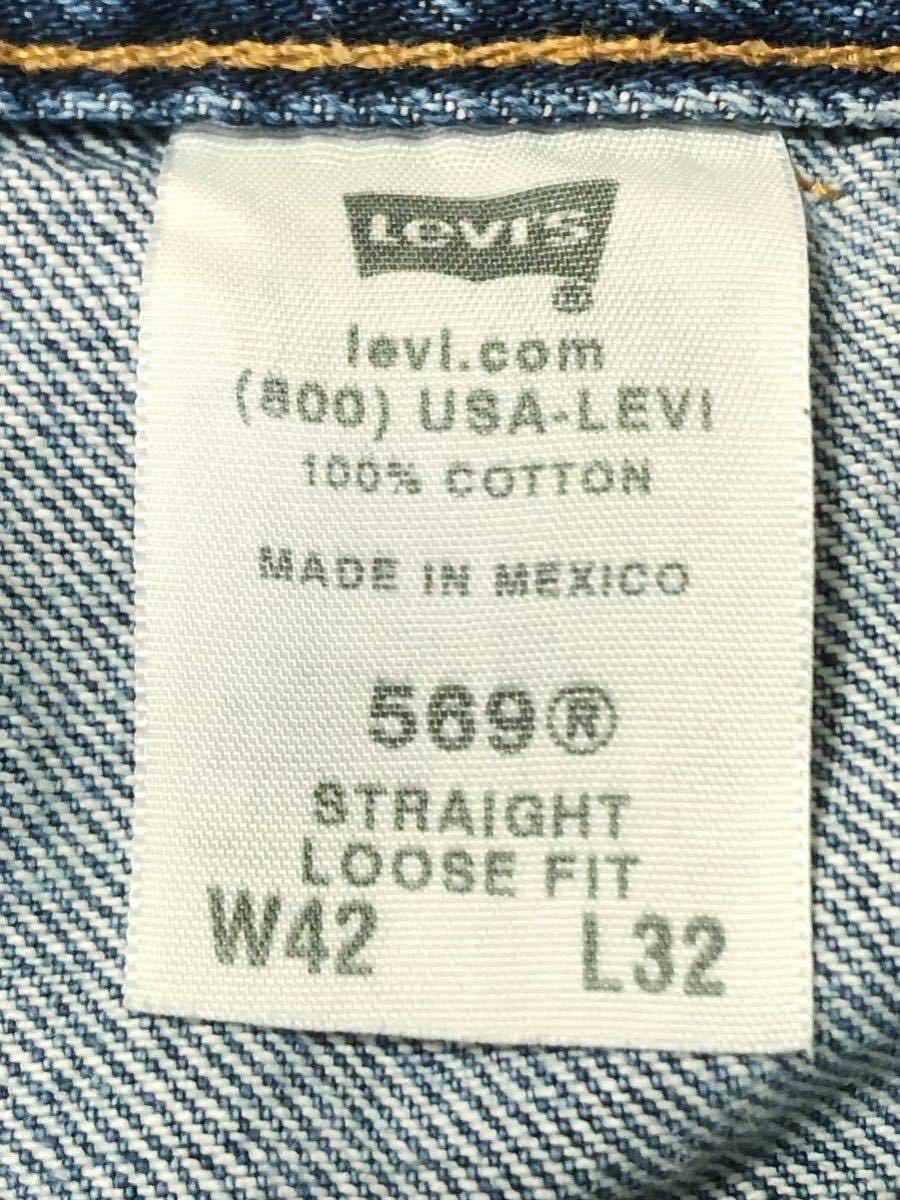 LEVI'S
®
levi.com
(800) USA-LEVI
100% COTTON
MADE IN MEXICO
569®
STRAIGHT
LOOSE FIT
W42 L32